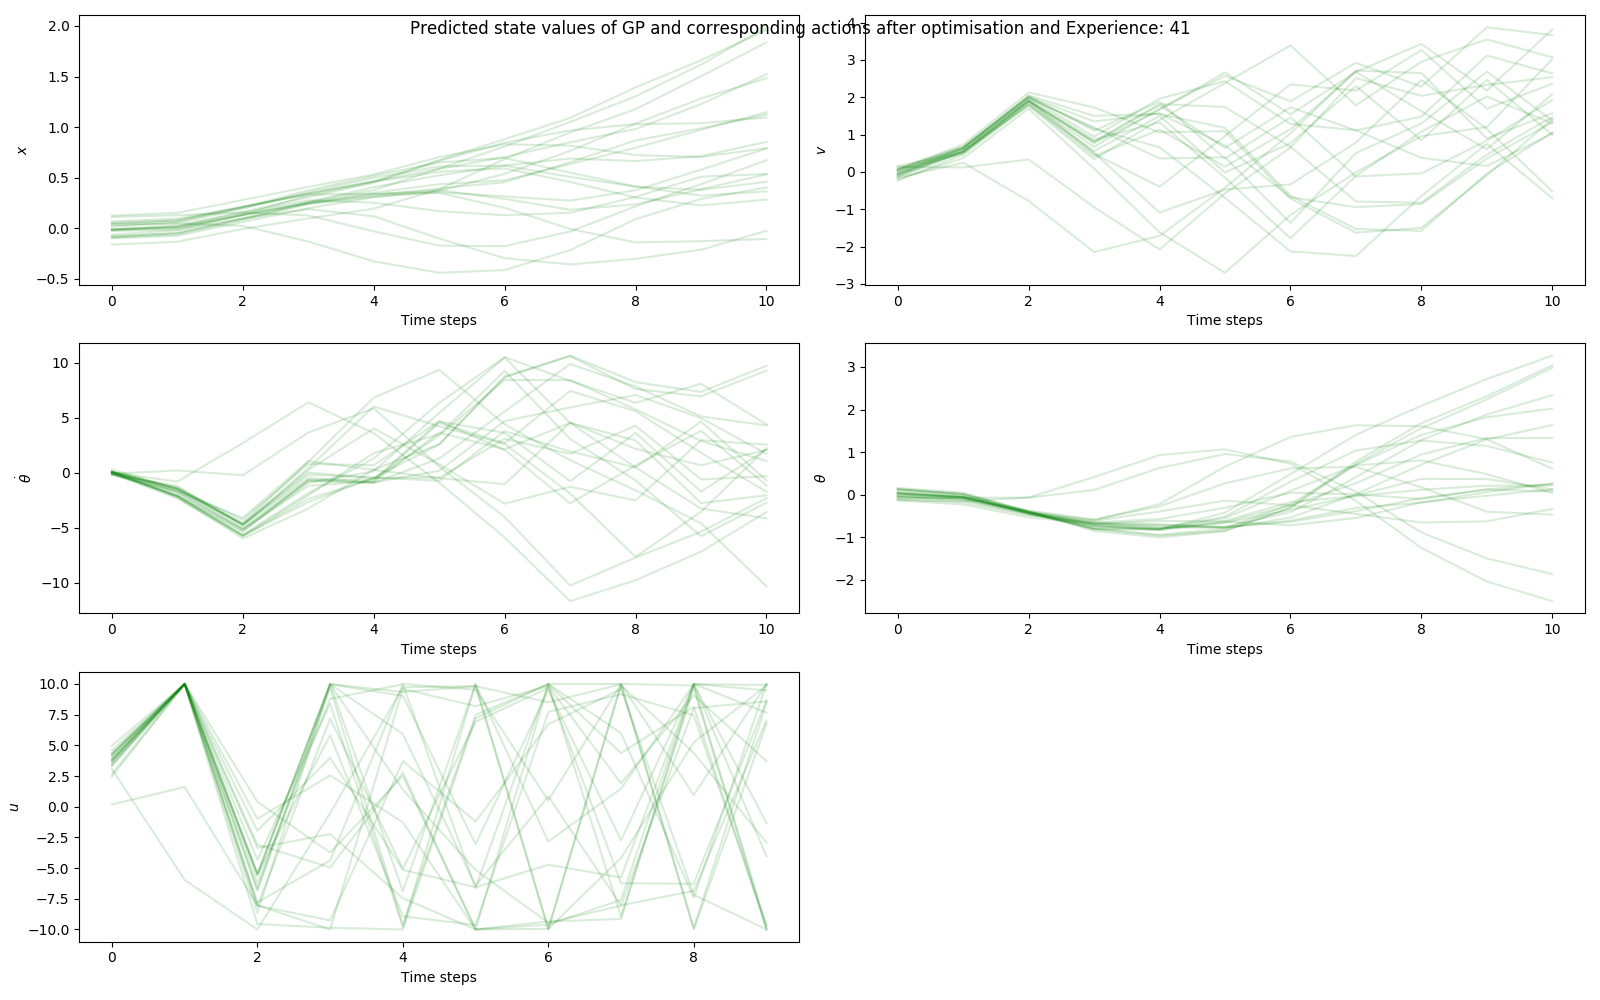 Predicted state values of GP and corresponding actions after optimisation and Experience: 41
2.0
1.5
1.0
0.5
0.0
−0.5
x
0 2 4 6 8 10
Time steps
4
3
2
1
0
−1
−2
−3
v
0 2 4 6 8 10
Time steps
10
5
0
−5
−10
θ̇
0 2 4 6 8 10
Time steps
3
2
1
0
−1
−2
θ
0 2 4 6 8 10
Time steps
10.0
7.5
5.0
2.5
0.0
−2.5
−5.0
−7.5
−10.0
u
0 2 4 6 8
Time steps